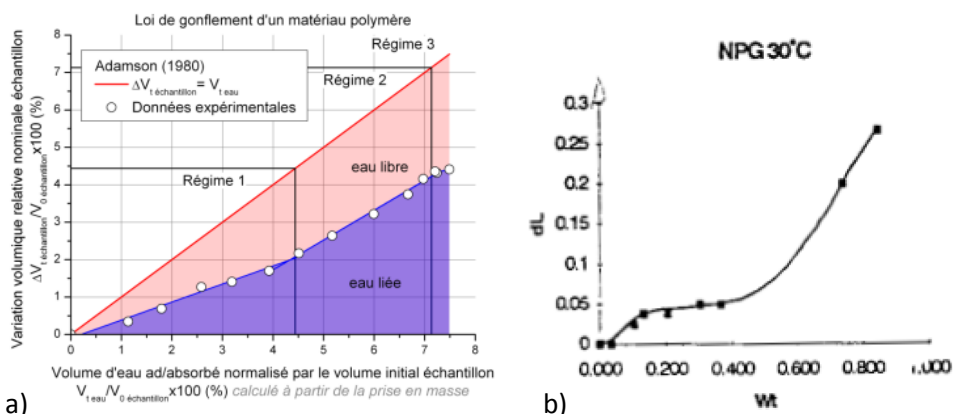 Loi de gonflement d'un matériau polymère
Adamson (1980)
ΔV t échantillon = V t eau
Données expérimentales
Régime 3
Régime 2
Régime 1
eau libre
eau liée
8
7
6
5
4
3
2
1
0
0 1 2 3 4 5 6 7 8
Variation volumique relative nominale échantillon
ΔV t échantillon/V 0 échantillon x100 (%)
Volume d'eau ad/absorbé normalisé par le volume initial échantillon
V t eau/V 0 échantillon x100 (%) calculé à partir de la prise en masse
a)
NPG 30°C
0.3
0.25
0.2
0.15
0.1
0.05
0
dL
0.000 0.200 0.400 0.600 0.800 1.000
Wt
b)